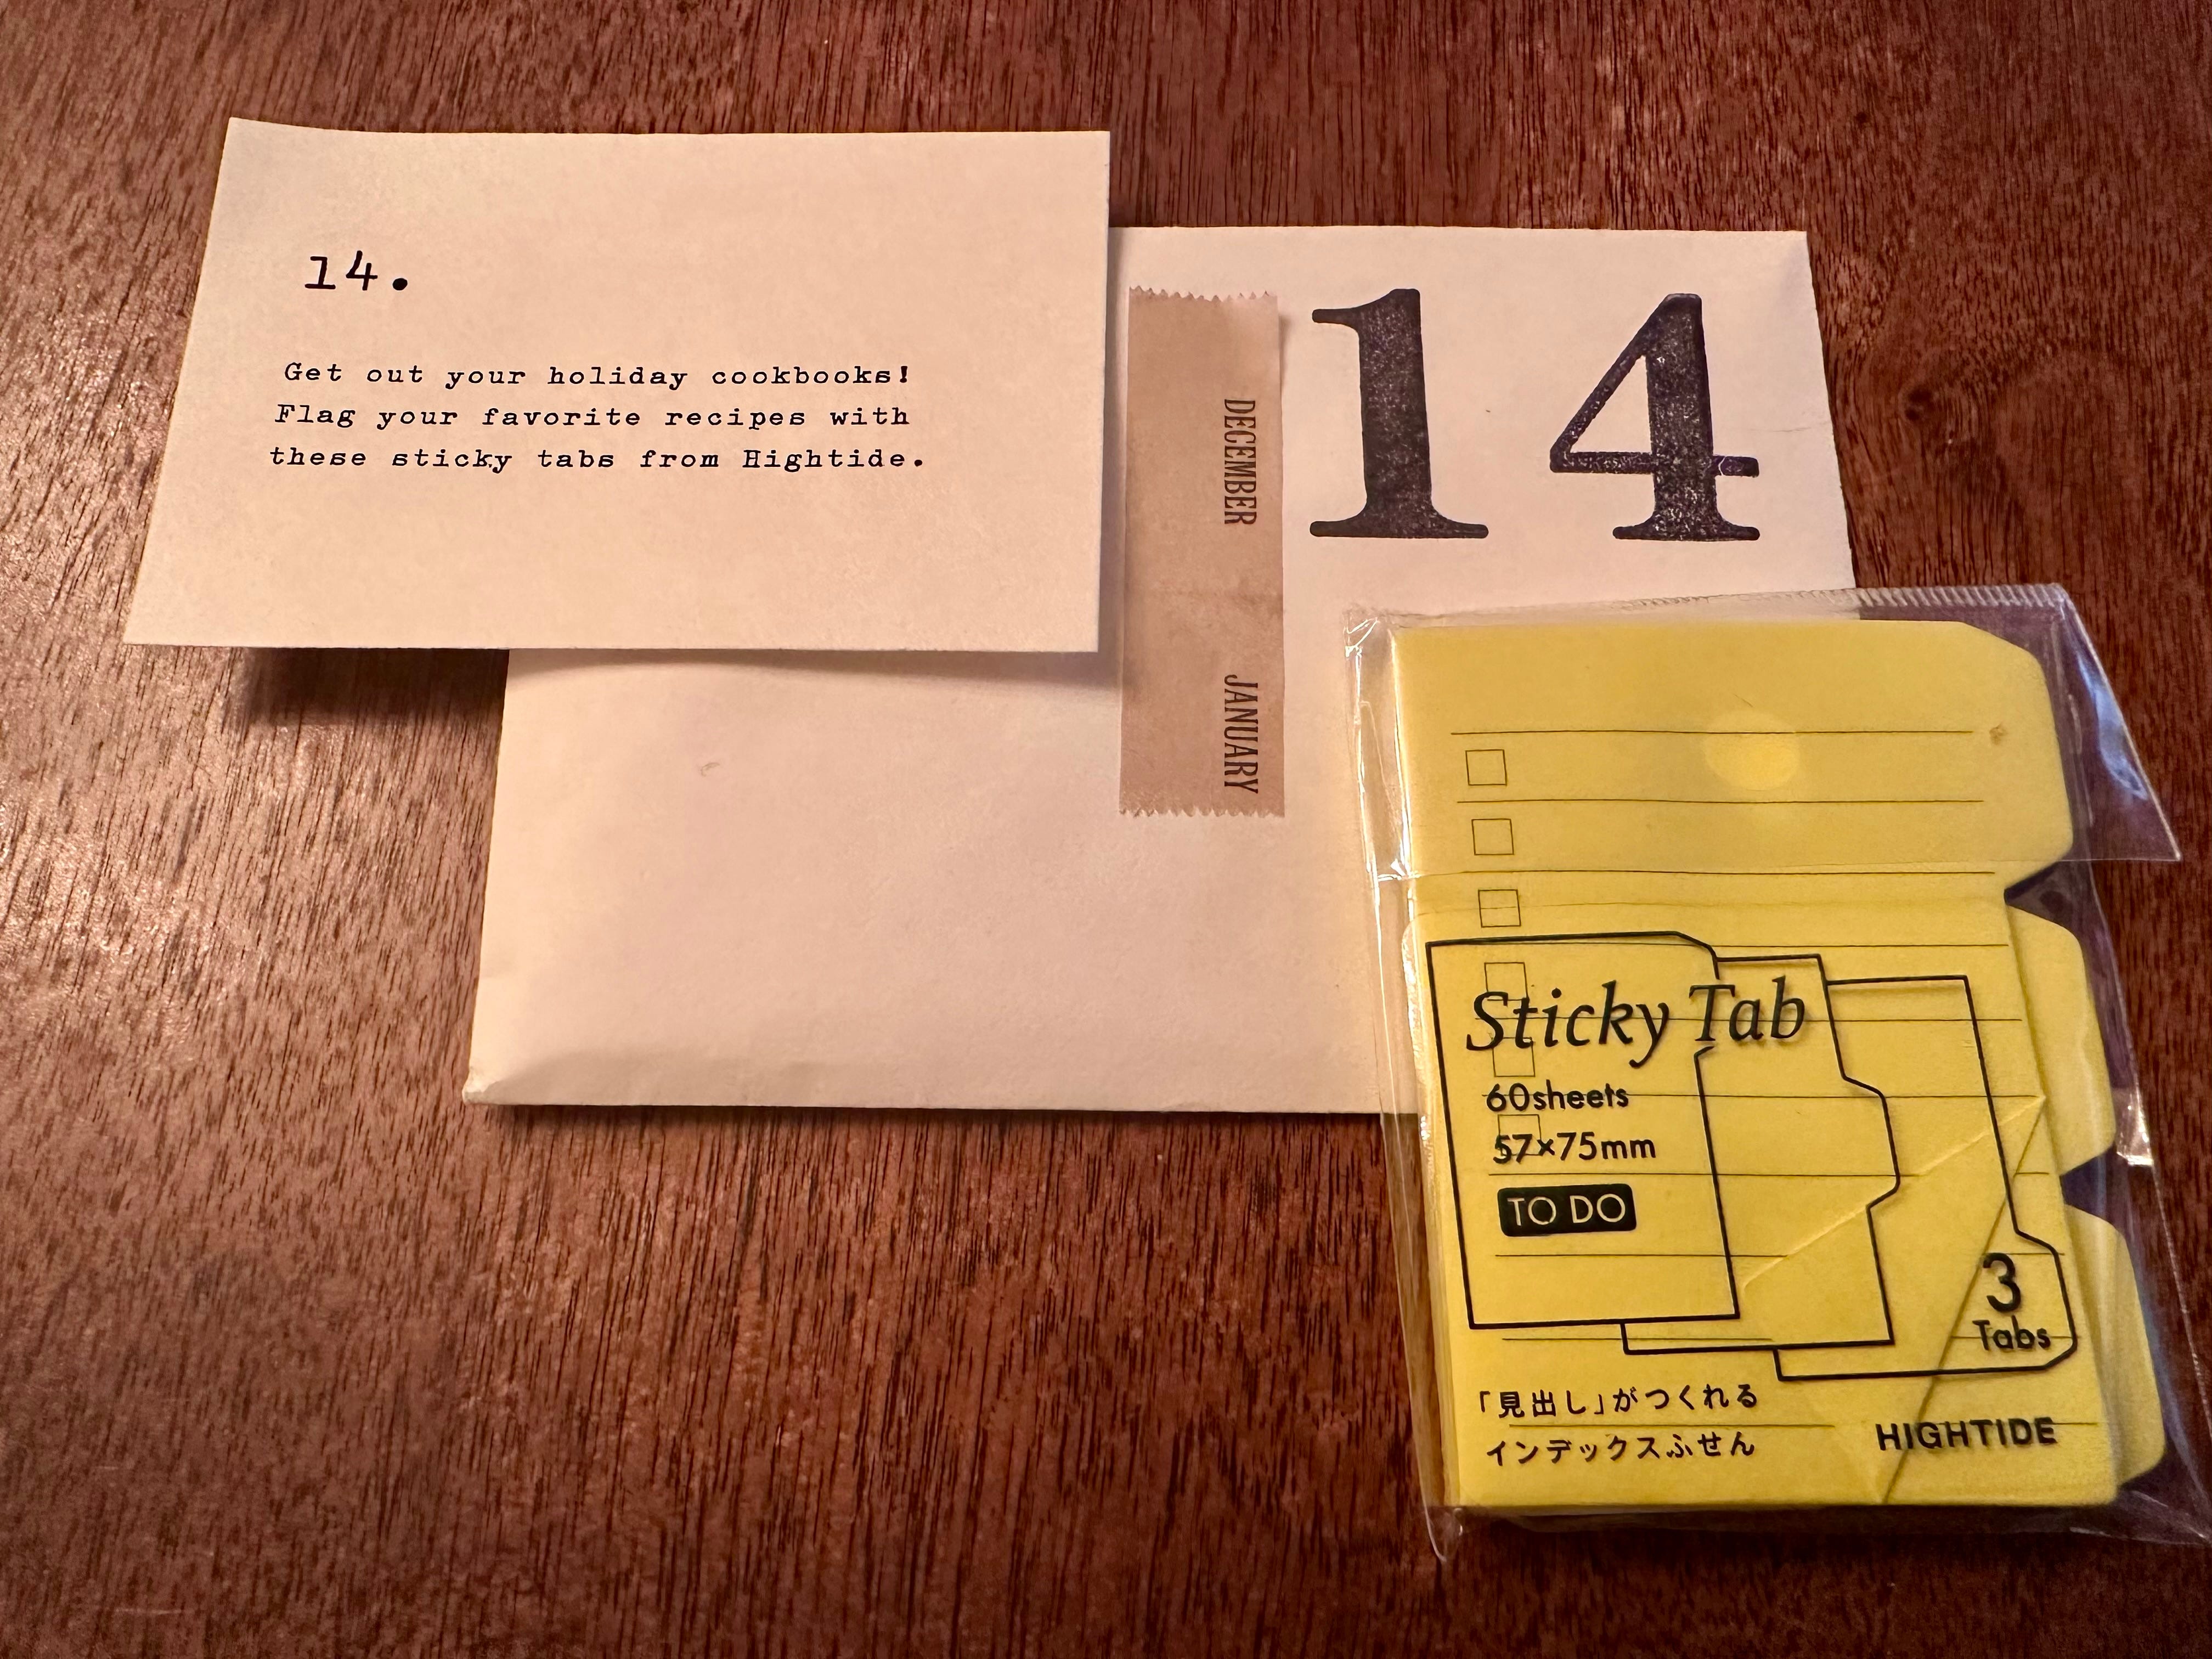 14.
Get out your holiday cookbooks!
Flag your favorite recipes with
these sticky tabs from Hightide.
DECEMBER
JANUARY
14
Sticky Tab
60sheets
57×75mm
TO DO
3
Tabs
「見出し」がつくれる
インデックスふせん
HIGHTIDE